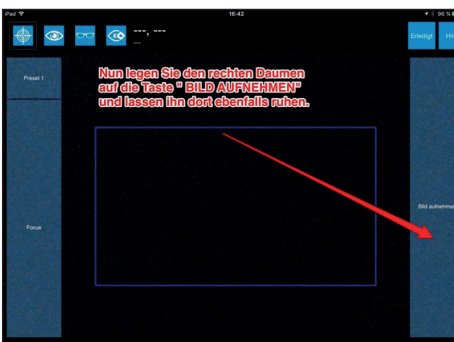 iPad
16:42
96 %
---, ---
Erledigt
Preset 1
Nun legen Sie den rechten Daumen
auf die Taste " BILD AUFNEHMEN"
und lassen ihn dort ebenfalls ruhen.
Bild aufnehmen
Focus